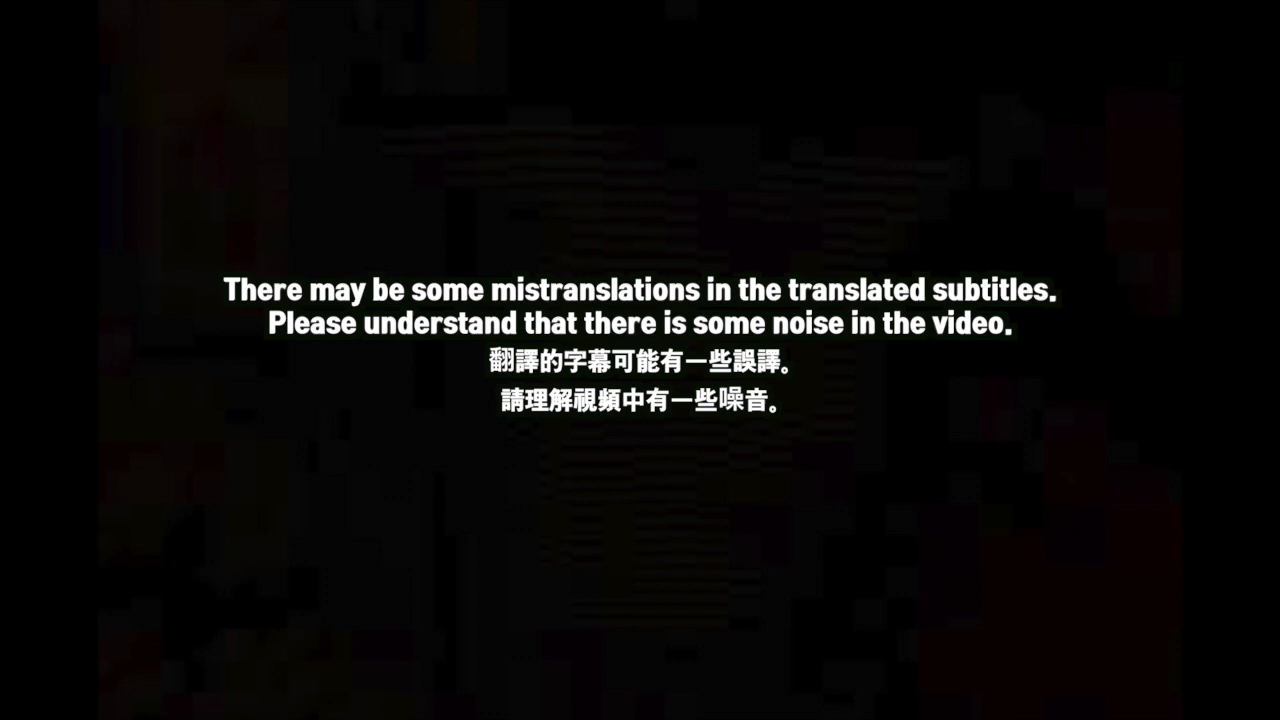 There may be some mistranslations in the translated subtitles.
Please understand that there is some noise in the video.
翻譯的字幕可能有一些誤譯。
請理解視頻中有一些噪音。